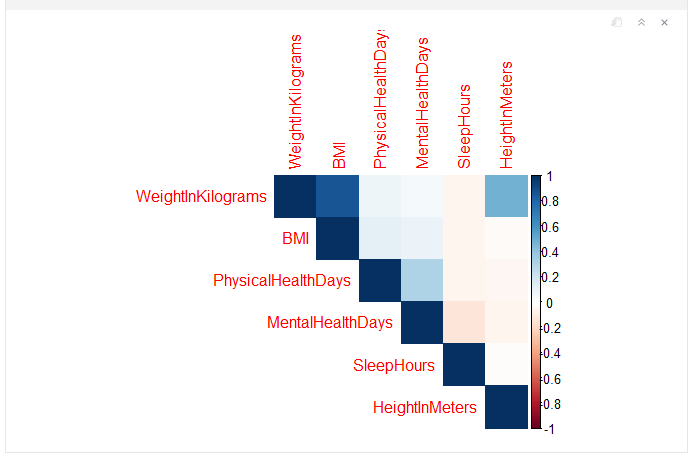 WeightInKilograms
BMI
PhysicalHealthDays
MentalHealthDays
SleepHours
HeightInMeters
WeightInKilograms
BMI
PhysicalHealthDays
MentalHealthDays
SleepHours
HeightInMeters
1
0.8
0.6
0.4
0.2
0
-0.2
-0.4
-0.6
-0.8
-1